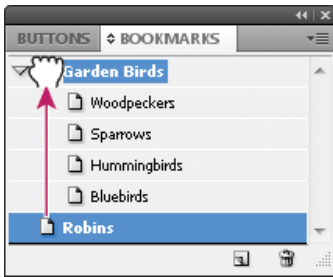 BUTTONS BOOKMARKS
Garden Birds
Woodpeckers
Sparrows
Hummingbirds
Bluebirds
Robins